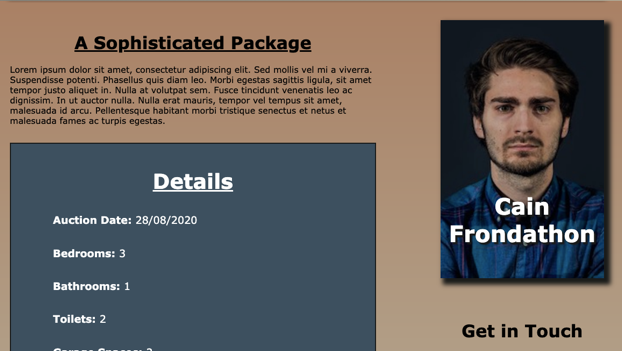 A Sophisticated Package
Lorem ipsum dolor sit amet, consectetur adipiscing elit. Sed mollis vel mi a viverra.
Suspendisse potenti. Phasellus quis diam leo. Morbi egestas sagittis ligula, sit amet
tempor justo aliquet in. Nulla at volutpat sem. Fusce tincidunt venenatis leo ac
dignissim. In ut auctor nulla. Nulla erat mauris, tempor vel tempus sit amet,
malesuada id arcu. Pellentesque habitant morbi tristique senectus et netus et
malesuada fames ac turpis egestas.
Details
Auction Date: 28/08/2020
Bedrooms: 3
Bathrooms: 1
Toilets: 2
Cain
Frondathon
Get in Touch